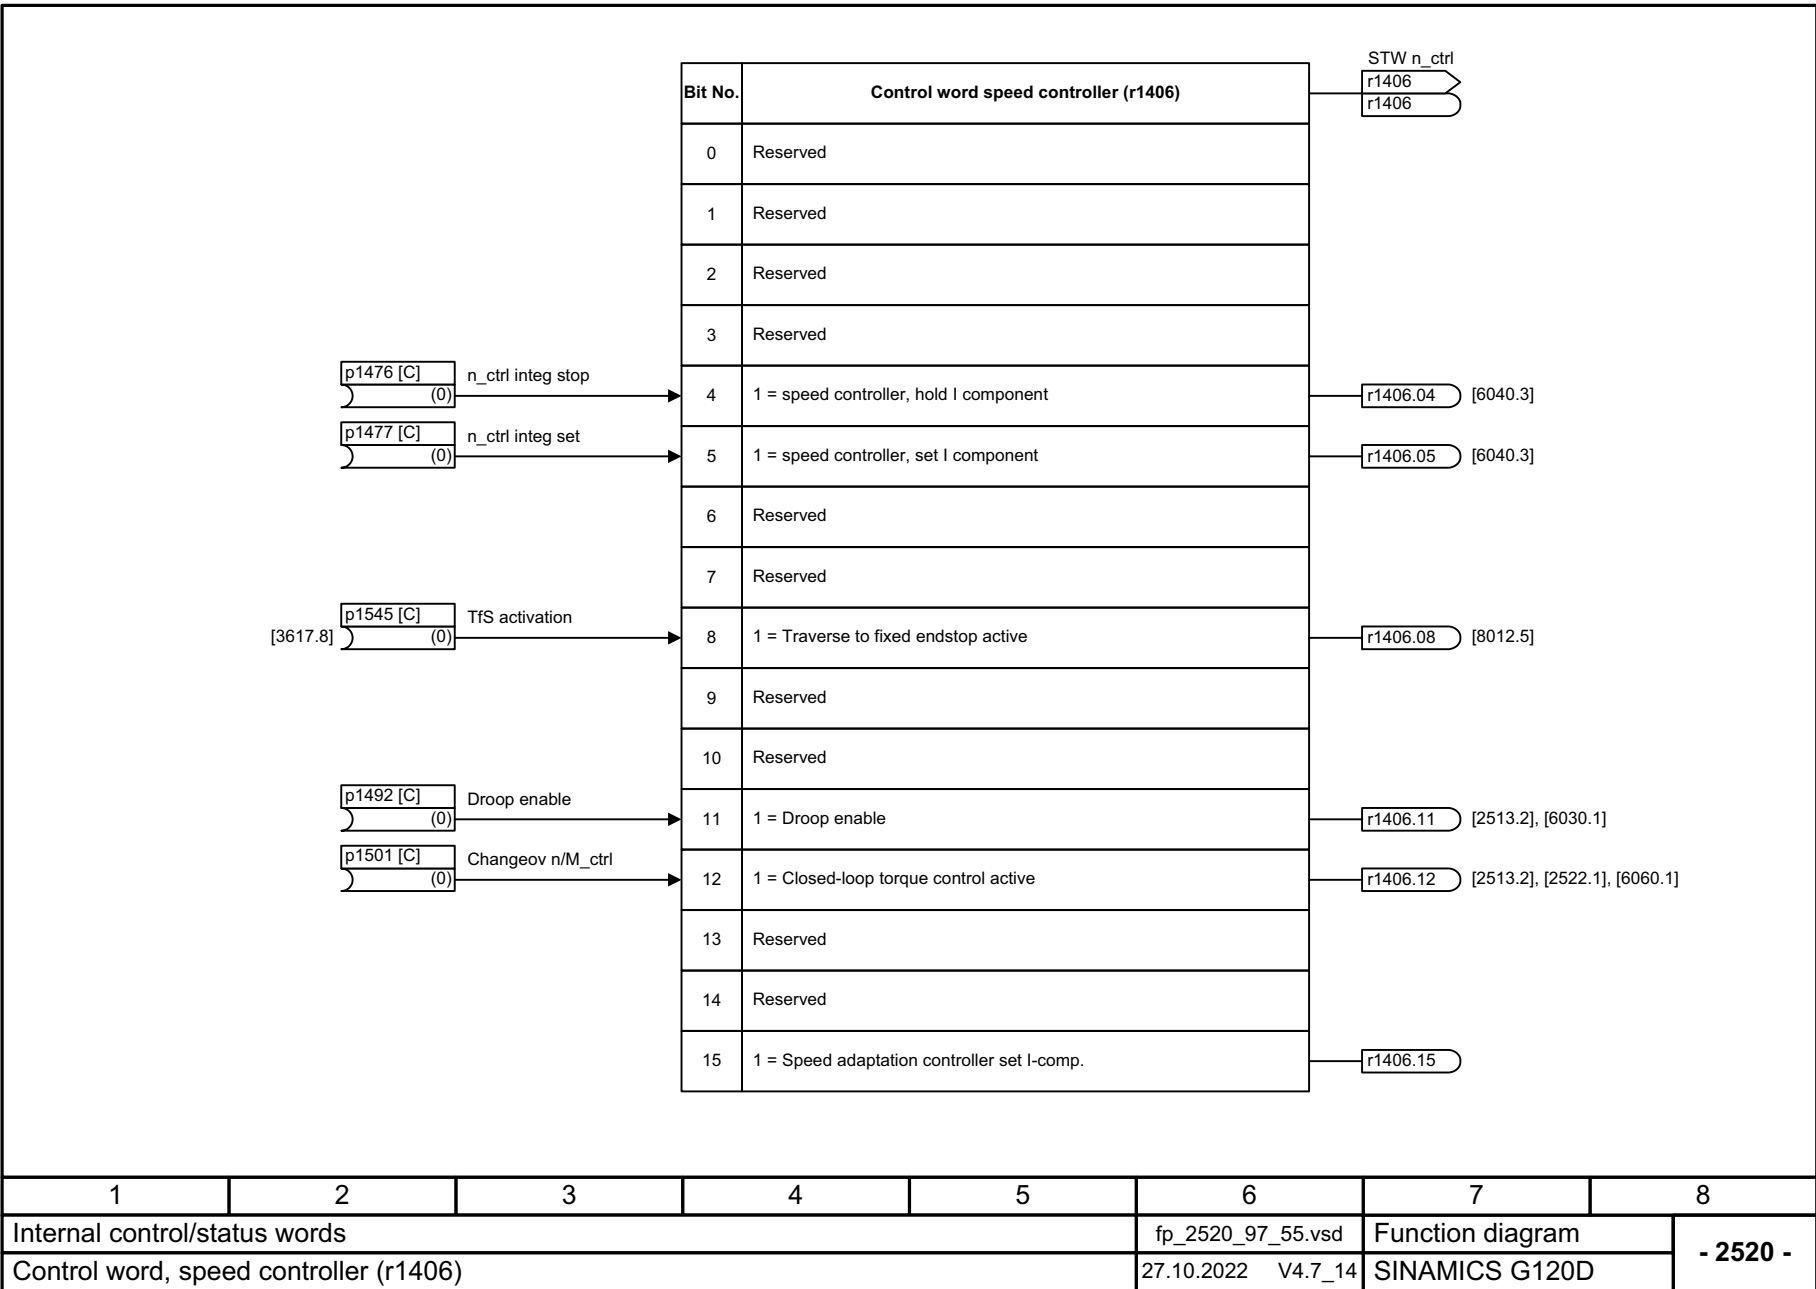 STW n_ctrl
Bit No. Control word speed controller (r1406) r1406
r1406
0 Reserved
1 Reserved
2 Reserved
3 Reserved
p1476 [C] n_ctrl integ stop
(0) 4 1 = speed controller, hold I component r1406.04 [6040.3]
p1477 [C] n_ctrl integ set
(0) 5 1 = speed controller, set I component r1406.05 [6040.3]
6 Reserved
7 Reserved
p1545 [C] TfS activation
[3617.8] (0) 8 1 = Traverse to fixed endstop active r1406.08 [8012.5]
9 Reserved
10 Reserved
p1492 [C] Droop enable
(0) 11 1 = Droop enable r1406.11 [2513.2], [6030.1]
p1501 [C] Changeov n/M_ctrl
(0) 12 1 = Closed-loop torque control active r1406.12 [2513.2], [2522.1], [6060.1]
13 Reserved
14 Reserved
15 1 = Speed adaptation controller set I-comp. r1406.15
1 2 3 4 5 6 7 8
Internal control/status words fp_2520_97_55.vsd Function diagram - 2520 -
Control word, speed controller (r1406) 27.10.2022 V4.7_14 SINAMICS G120D